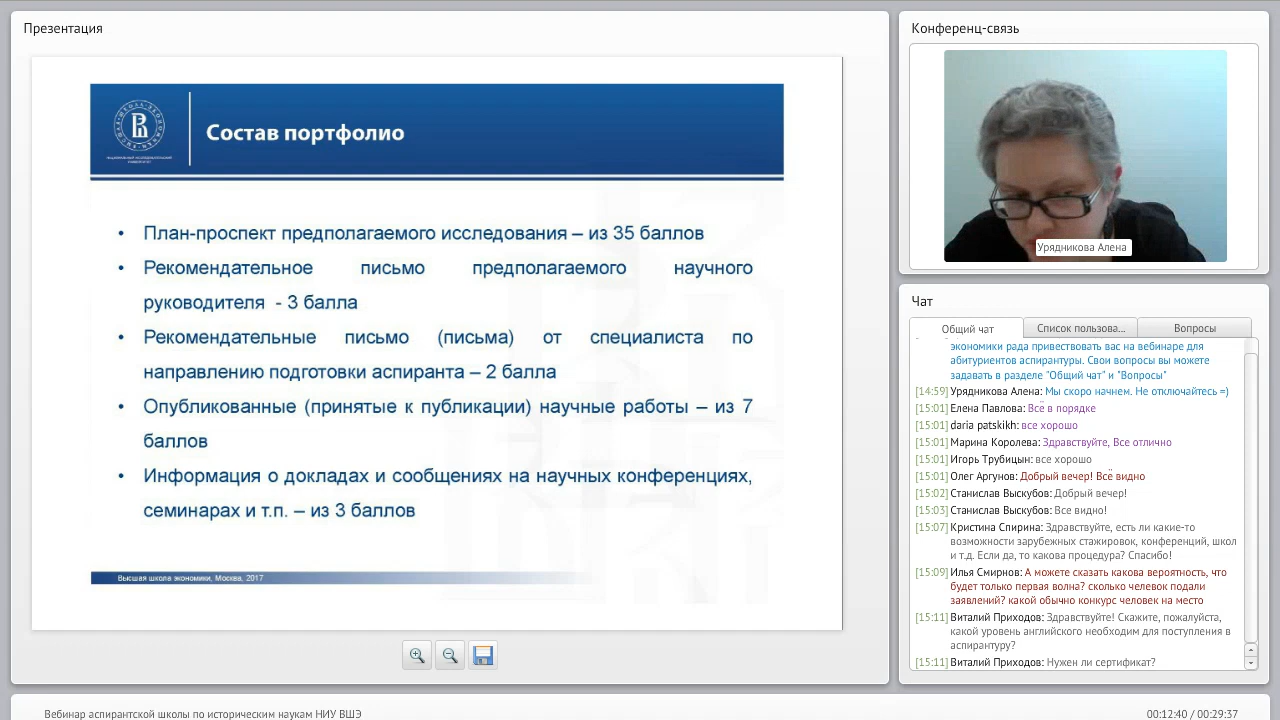 Презентация
Состав портфолио
• План-проспект предполагаемого исследования – из 35 баллов
• Рекомендательное письмо предполагаемого научного
руководителя - 3 балла
• Рекомендательные письмо (письма) от специалиста по
направлению подготовки аспиранта – 2 балла
• Опубликованные (принятые к публикации) научные работы – из 7
баллов
• Информация о докладах и сообщениях на научных конференциях,
семинарах и т.п. – из 3 баллов
Высшая школа экономики, Москва, 2017
Конференц-связь
Урядникова Алена
Чат
Общий чат
Список пользова...
Вопросы
экономики рада привествовать вас на вебинаре для
абитуриентов аспирантуры. Свои вопросы вы можете
задавать в разделе "Общий чат" и "Вопросы"
[14:59] Урядникова Алена: Мы скоро начнем. Не отключайтесь =)
[15:01] Елена Павлова: Всё в порядке
[15:01] daria patskikh: все хорошо
[15:01] Марина Королева: Здравствуйте, Все отлично
[15:01] Игорь Трубицын: все хорошо
[15:01] Олег Аргунов: Добрый вечер! Всё видно
[15:02] Станислав Выскубов: Добрый вечер!
[15:03] Станислав Выскубов: Все видно!
[15:07] Кристина Спирина: Здравствуйте, есть ли какие-то
возможности зарубежных стажировок, конференций, школ
и т.д. Если да, то какова процедура? Спасибо!
[15:09] Илья Смирнов: А можете сказать какова вероятность, что
будет только первая волна? сколько челевок подали
заявлений? какой обычно конкурс человек на место
[15:11] Виталий Приходов: Здравствуйте! Скажите, пожалуйста,
какой уровень английского необходим для поступления в
аспирантуру?
[15:11] Виталий Приходов: Нужен ли сертификат?
Вебинар аспирантской школы по историческим наукам НИУ ВШЭ
00:12:40 / 00:29:37